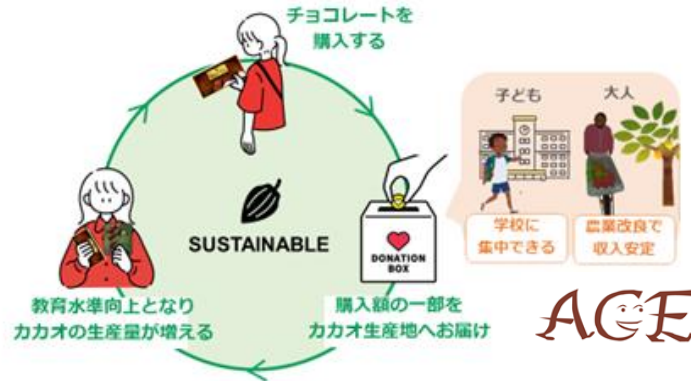 チョコレートを
購入する
子ども
大人
学校に
集中できる
農業改良で
収入安定
DONATION
BOX
購入額の一部を
カカオ生産地へお届け
教育水準向上となり
カカオの生産量が増える
SUSTAINABLE
ACE